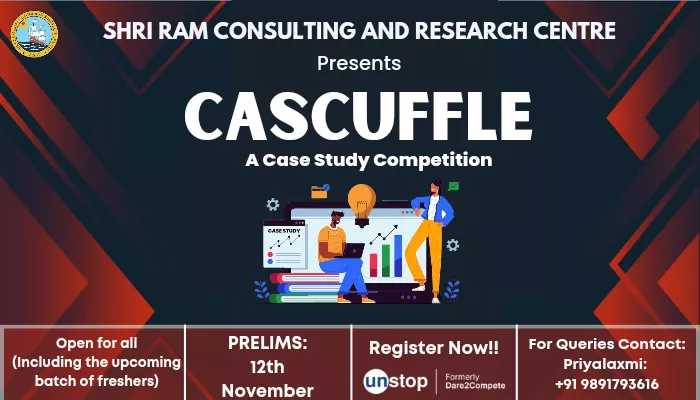 SHRI RAM CONSULTING AND RESEARCH CENTRE
Presents
CASCUFFLE
A Case Study Competition
CASE STUDY
Open for all
(Including the upcoming
batch of freshers)
PRELIMS:
12th
November
Register Now!!
unstop
Formerly
Dare2Compete
For Queries Contact:
Priyalaxmi:
+91 9891793616